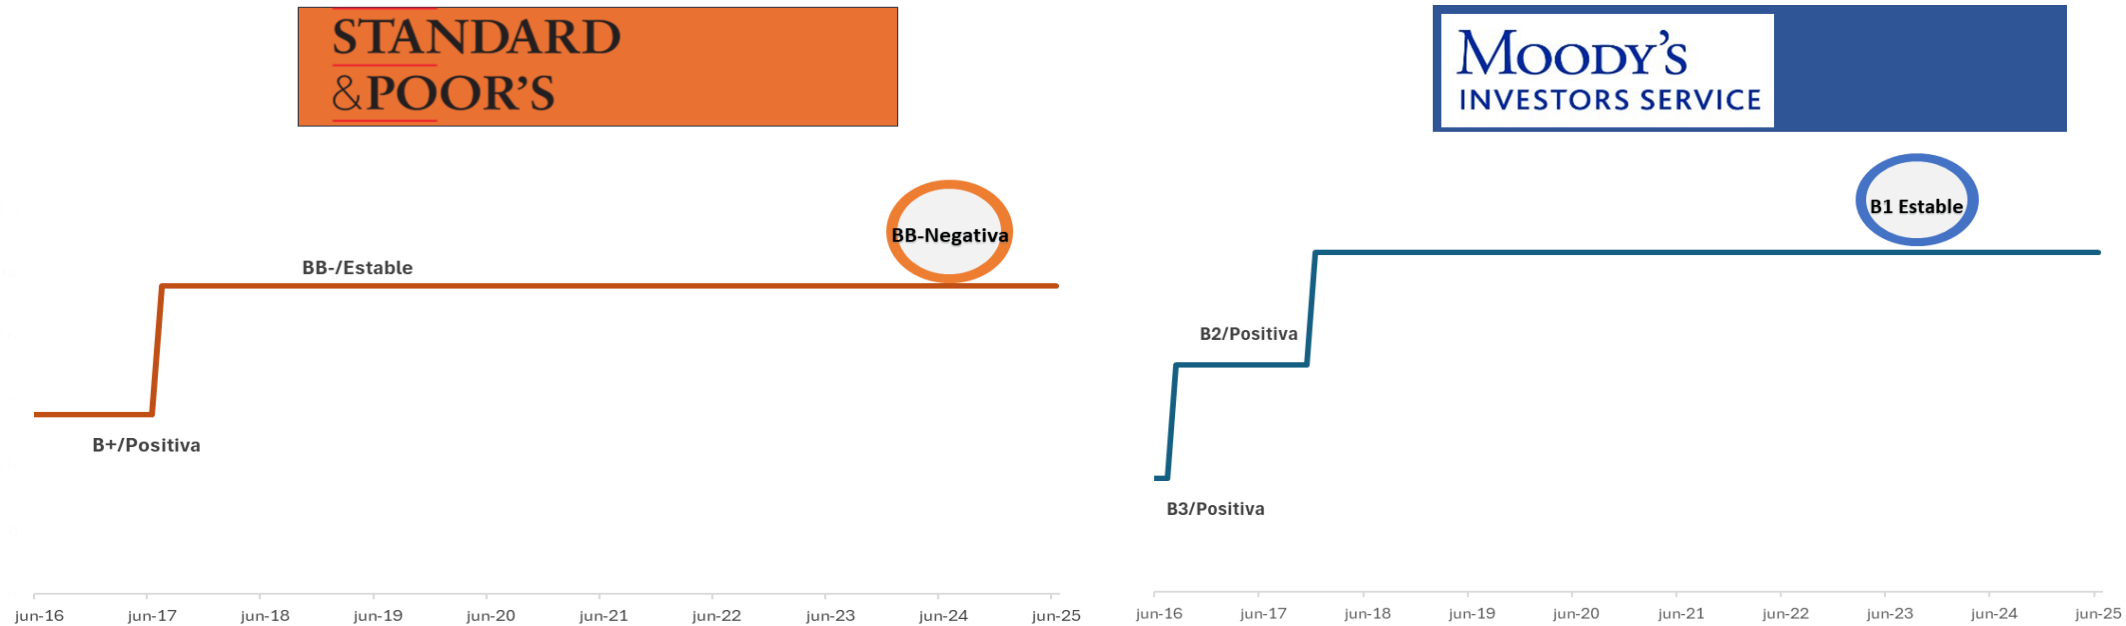 STANDARD
&POOR'S
BB-Negativa
BB-/Estable
B+/Positiva
jun-16 jun-17 jun-18 jun-19 jun-20 jun-21 jun-22 jun-23 jun-24 jun-25
MOODY'S
INVESTORS SERVICE
B1 Estable
B2/Positiva
B3/Positiva
jun-16 jun-17 jun-18 jun-19 jun-20 jun-21 jun-22 jun-23 jun-24 jun-25